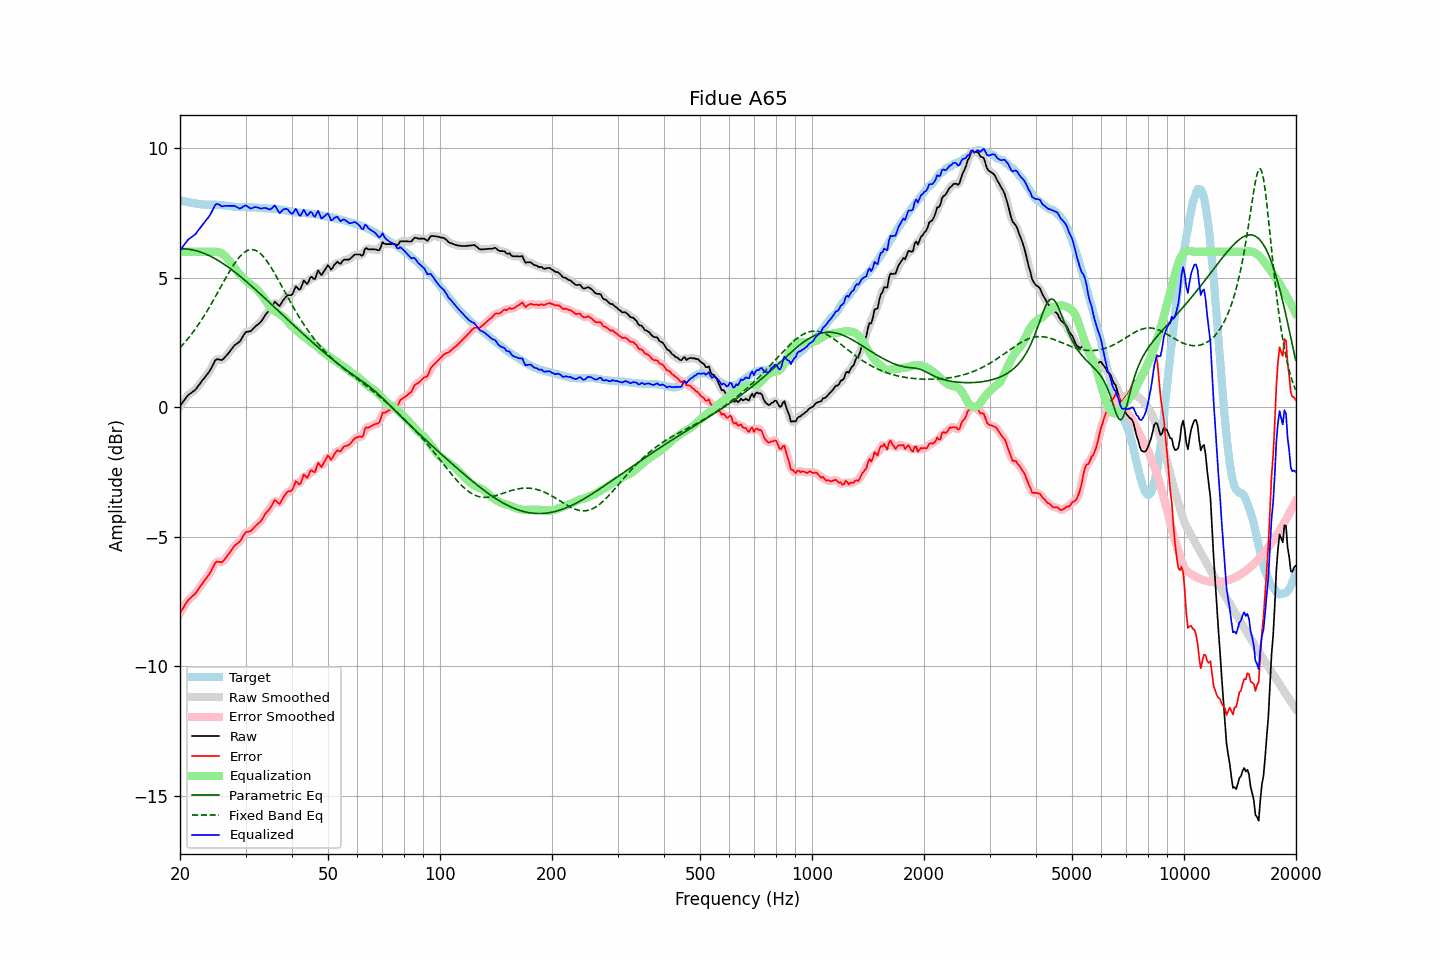 Fidue A65
Amplitude (dBr)
10
5
0
−5
−10
−15
Target
Raw Smoothed
Error Smoothed
Raw
Error
Equalization
Parametric Eq
Fixed Band Eq
Equalized
20 50 100 200 500 1000 2000 5000 10000 20000
Frequency (Hz)